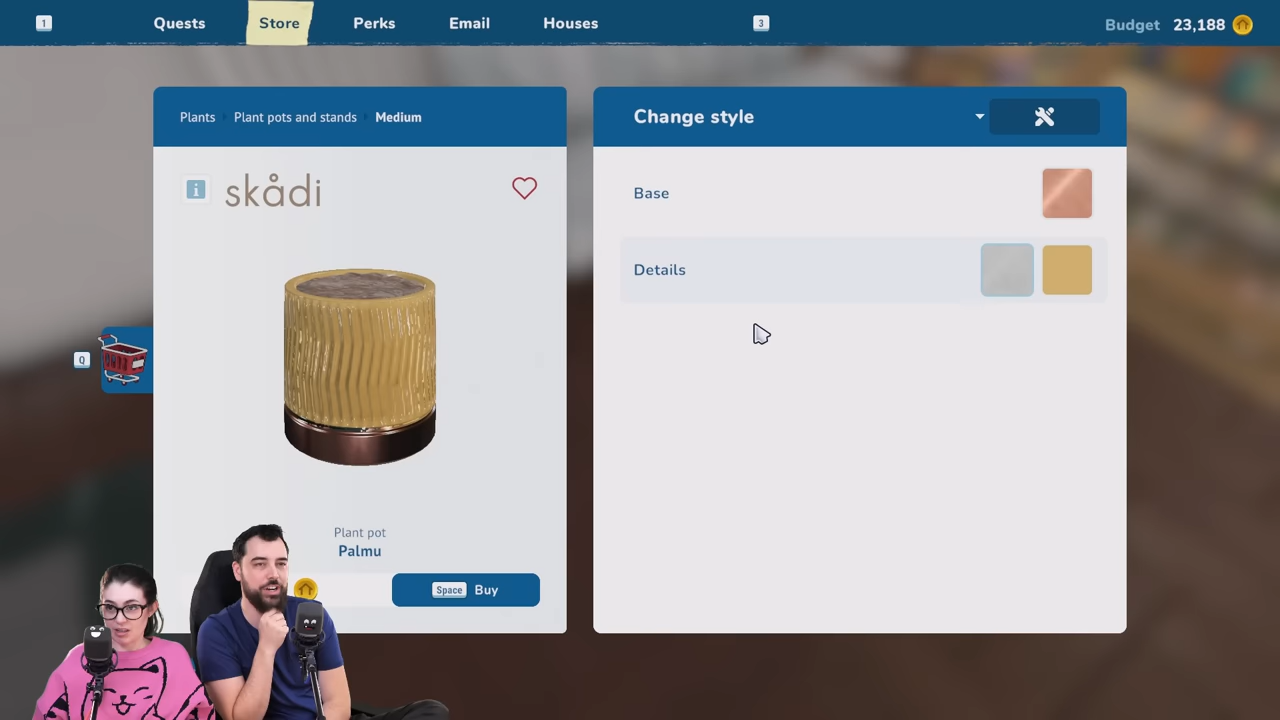 1
Quests
Store
Perks
Email
Houses
3
Budget 23,188
Plants
Plant pots and stands
Medium
Change style
i
skådi
Base
Details
Q
Plant pot
Palmu
Space Buy